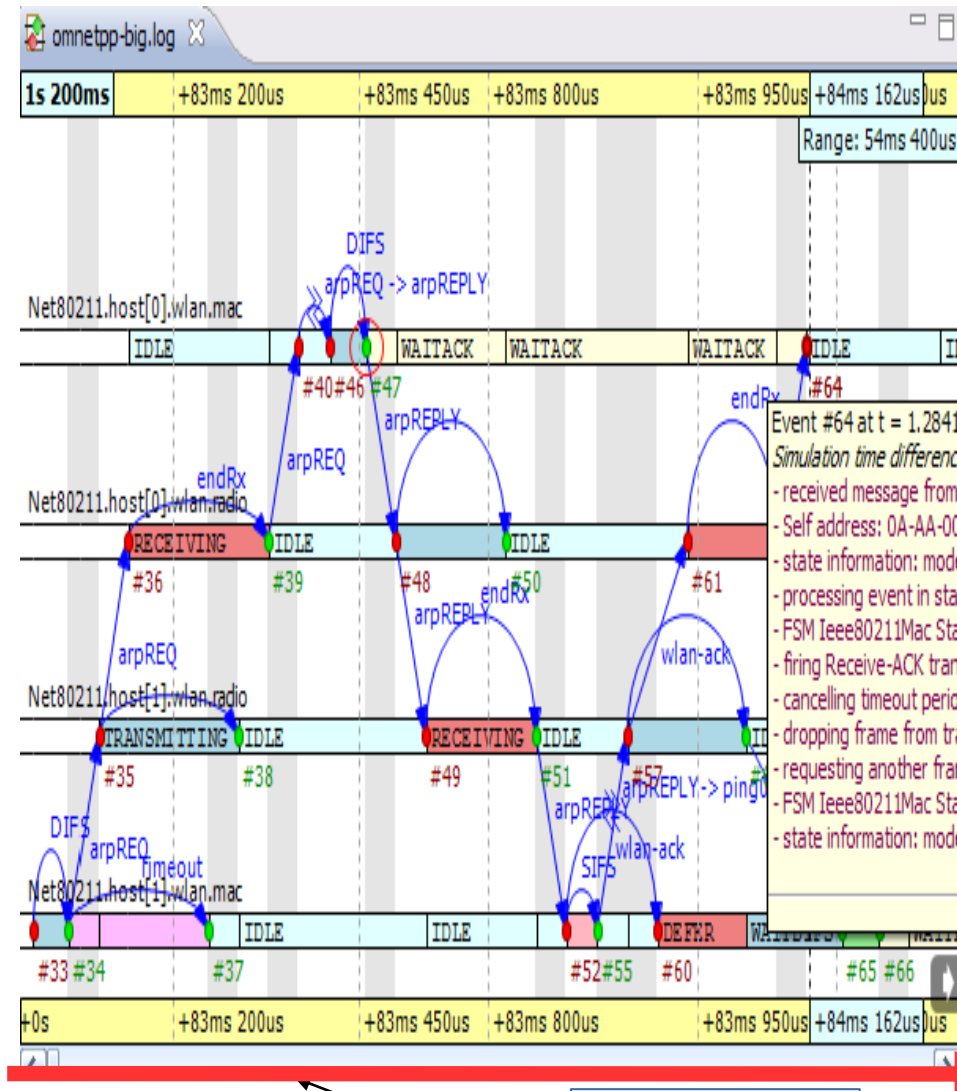 omnetpp-big.log
1s 200ms +83ms 200us +83ms 450us +83ms 800us +83ms 950us +84ms 162us
Range: 54ms 400us
DIFS
arpREQ -> arpREPLY
Net80211.host[0].wlan.mac
IDLE WAITACK WAITACK WAITACK IDLE
#40 #46 #47 #64
endRx
arpREPLY
arpREQ
endRx
Net80211.host[0].wlan.radio
RECEIVING IDLE IDLE
#36 #39 #48 #50 #61
endRx
arpREPLY
arpREQ
wlan-ack
Net80211.host[1].wlan.radio
TRANSMITTING IDLE RECEIVING IDLE
#35 #38 #49 #51 #57
arpREPLY -> ping
arpREPLY
DIFS
arpREQ
timeout
wlan-ack
SIFS
Net80211.host[1].wlan.mac
IDLE IDLE DEFER
#33 #34 #37 #52 #55 #60 #65 #66
Event #64 at t = 1.2841
Simulation time differenc
- received message from
- Self address: 0A-AA-00
- state information: mode
- processing event in sta
- FSM Ieee80211Mac Sta
- firing Receive-ACK tran
- cancelling timeout perio
- dropping frame from tra
- requesting another fra
- FSM Ieee80211Mac Sta
- state information: mode
+0s +83ms 200us +83ms 450us +83ms 800us +83ms 950us +84ms 162us